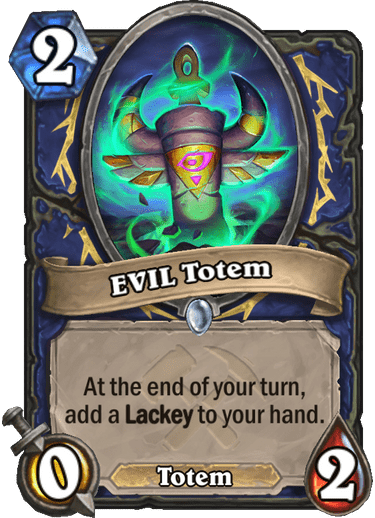 2
EVIL Totem
At the end of your turn,
add a Lackey to your hand.
0
Totem
2